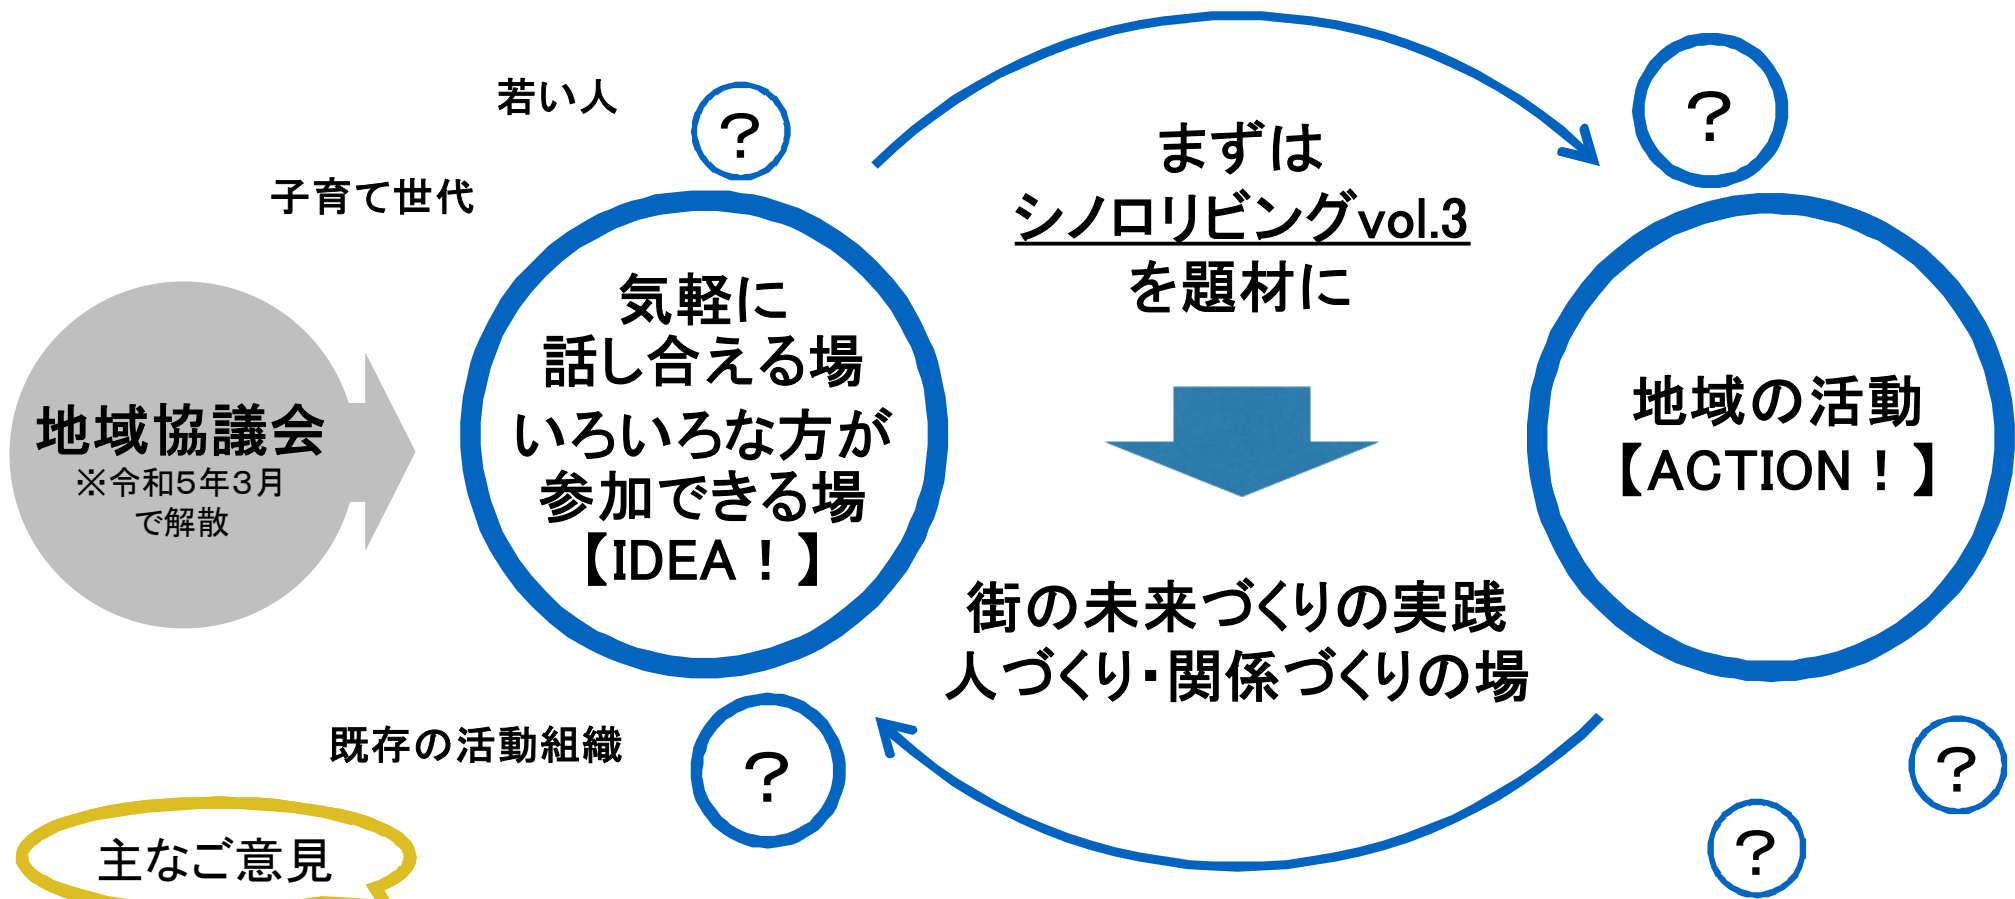 若い人
?
子育て世代
地域協議会
※令和5年3月
で解散
気軽に
話し合える場
いろいろな方が
参加できる場
【IDEA！】
まずは
シノロリビングvol.3
を題材に
街の未来づくりの実践
人づくり・関係づくりの場
?
地域の活動
【ACTION！】
既存の活動組織
?
?
?
主なご意見